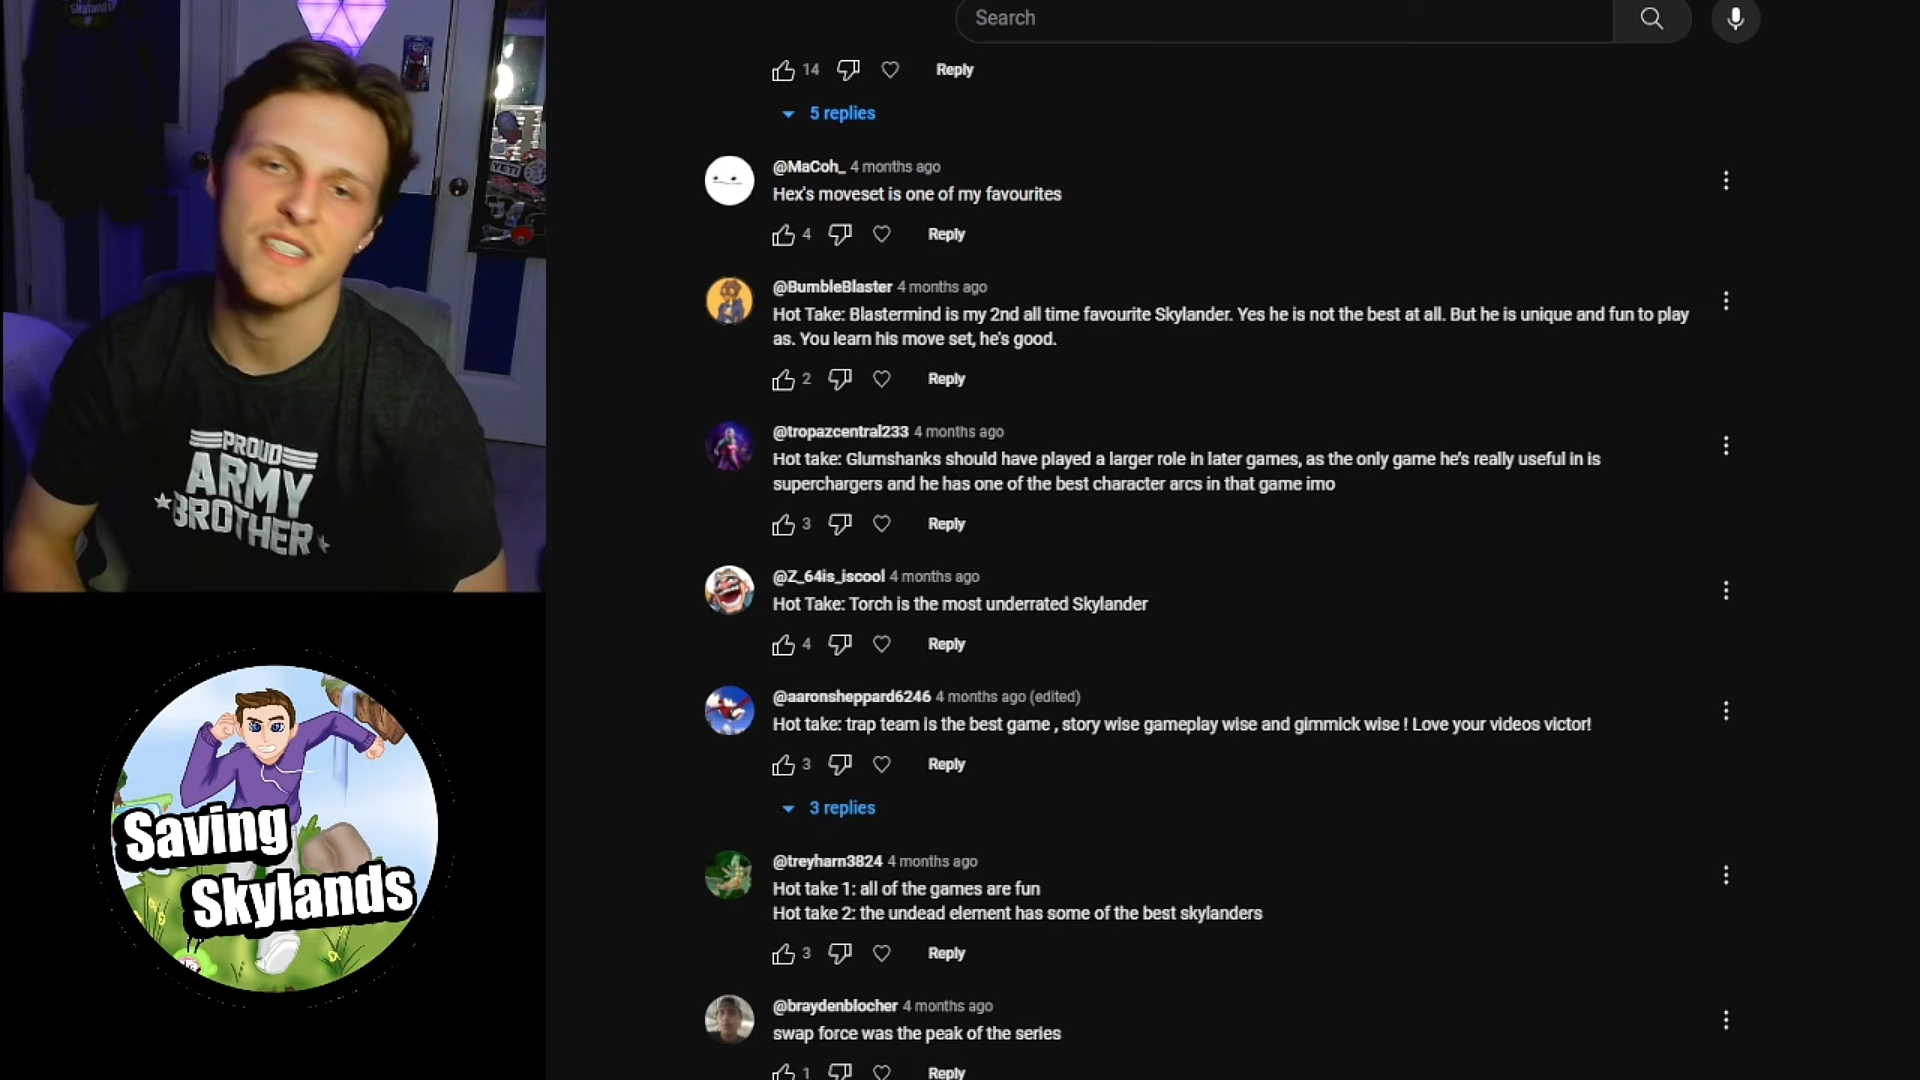 Skylands
YETI
PROUD
ARMY
BROTHER
Saving
Skylands
Search
14
Reply
5 replies
@MaCoh_ 4 months ago
Hex's moveset is one of my favourites
4
Reply
@BumbleBlaster 4 months ago
Hot Take: Blastermind is my 2nd all time favourite Skylander. Yes he is not the best at all. But he is unique and fun to play
as. You learn his move set, he's good.
2
Reply
@tropazcentral233 4 months ago
Hot take: Glumshanks should have played a larger role in later games, as the only game he's really useful in is
superchargers and he has one of the best character arcs in that game imo
3
Reply
@Z_64is_iscool 4 months ago
Hot Take: Torch is the most underrated Skylander
4
Reply
@aaronsheppard6246 4 months ago (edited)
Hot take: trap team is the best game , story wise gameplay wise and gimmick wise ! Love your videos victor!
3
Reply
3 replies
@treyharn3824 4 months ago
Hot take 1: all of the games are fun
Hot take 2: the undead element has some of the best skylanders
3
Reply
@braydenblocher 4 months ago
swap force was the peak of the series
1
Reply